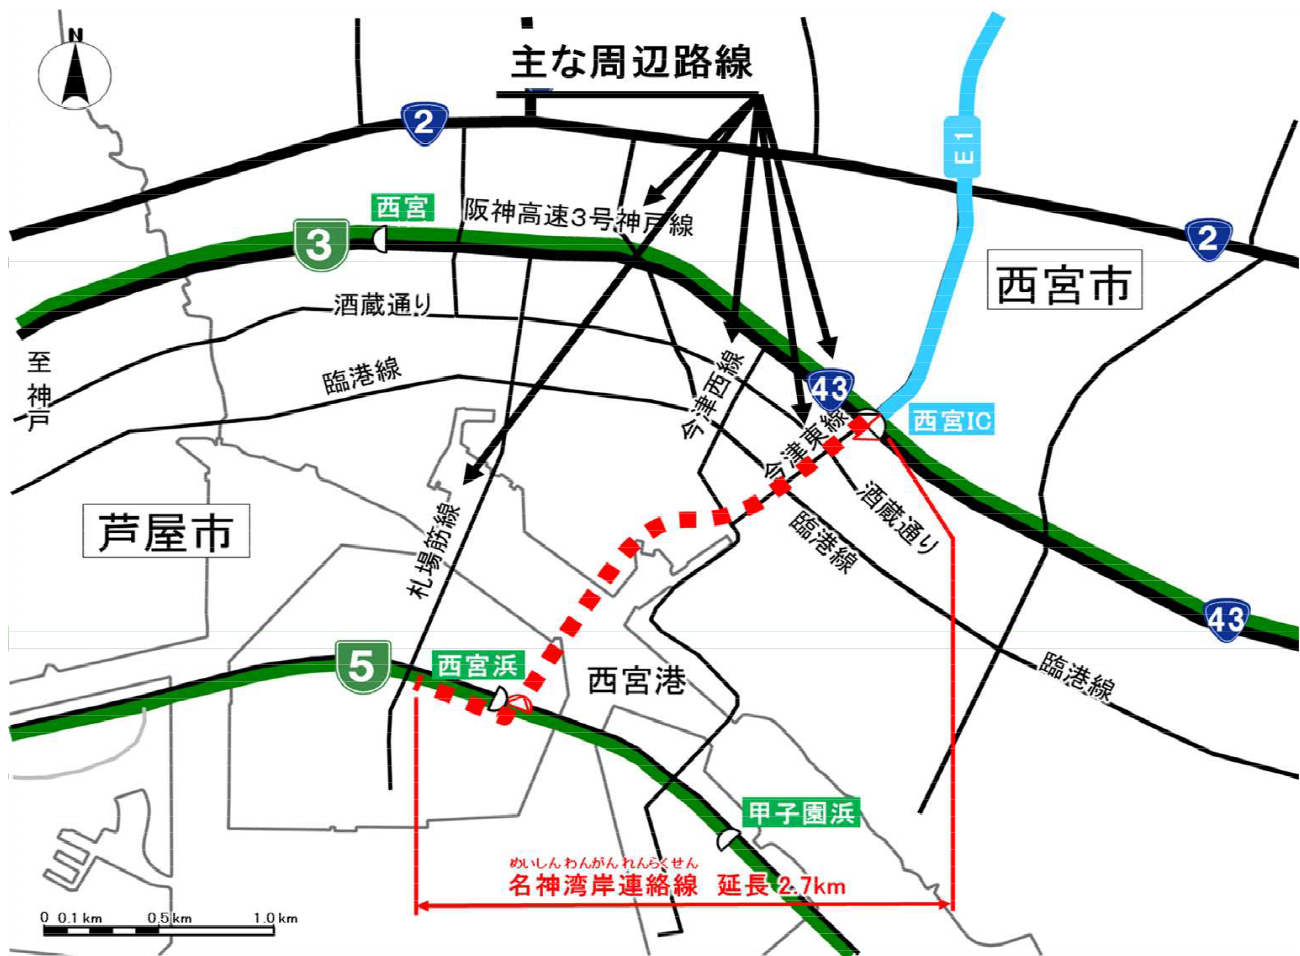 N
主な周辺路線
2
E1
西宮
阪神高速3号神戸線
3
2
西宮市
酒蔵通り
至
神戸
臨港線
今津西線
43
西宮IC
今津東線
酒蔵通り
臨港線
芦屋市
札場筋線
43
5
西宮浜
西宮港
臨港線
甲子園浜
めいしんわんがんれんらくせん
名神湾岸連絡線 延長 2.7km
0 0.1km 0.5km 1.0km